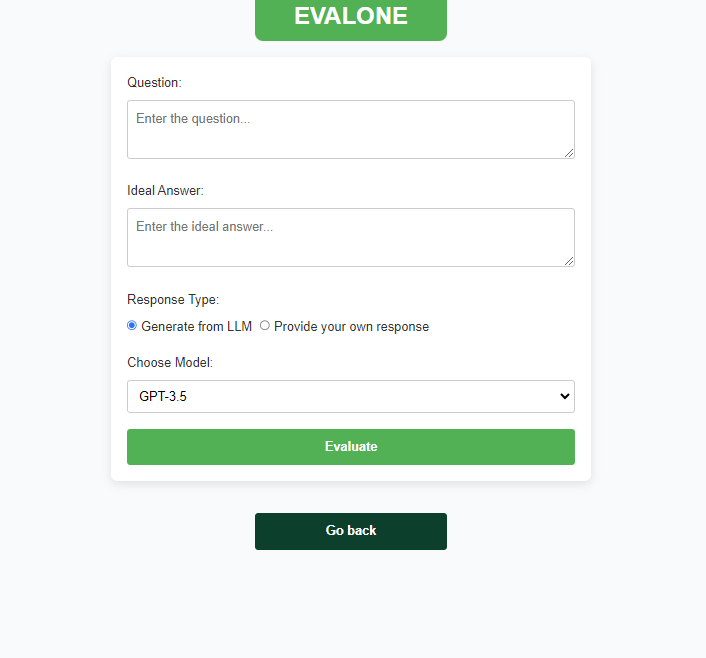 EVALONE
Question:
Enter the question...
Ideal Answer:
Enter the ideal answer...
Response Type:
Generate from LLM Provide your own response
Choose Model:
GPT-3.5
Evaluate
Go back